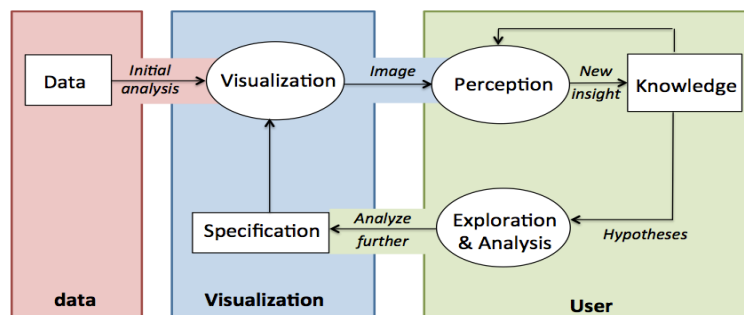 Data
Initial
analysis
Visualization
Image
Perception
New
insight
Knowledge
Specification
Analyze
further
Exploration
& Analysis
Hypotheses
data
Visualization
User